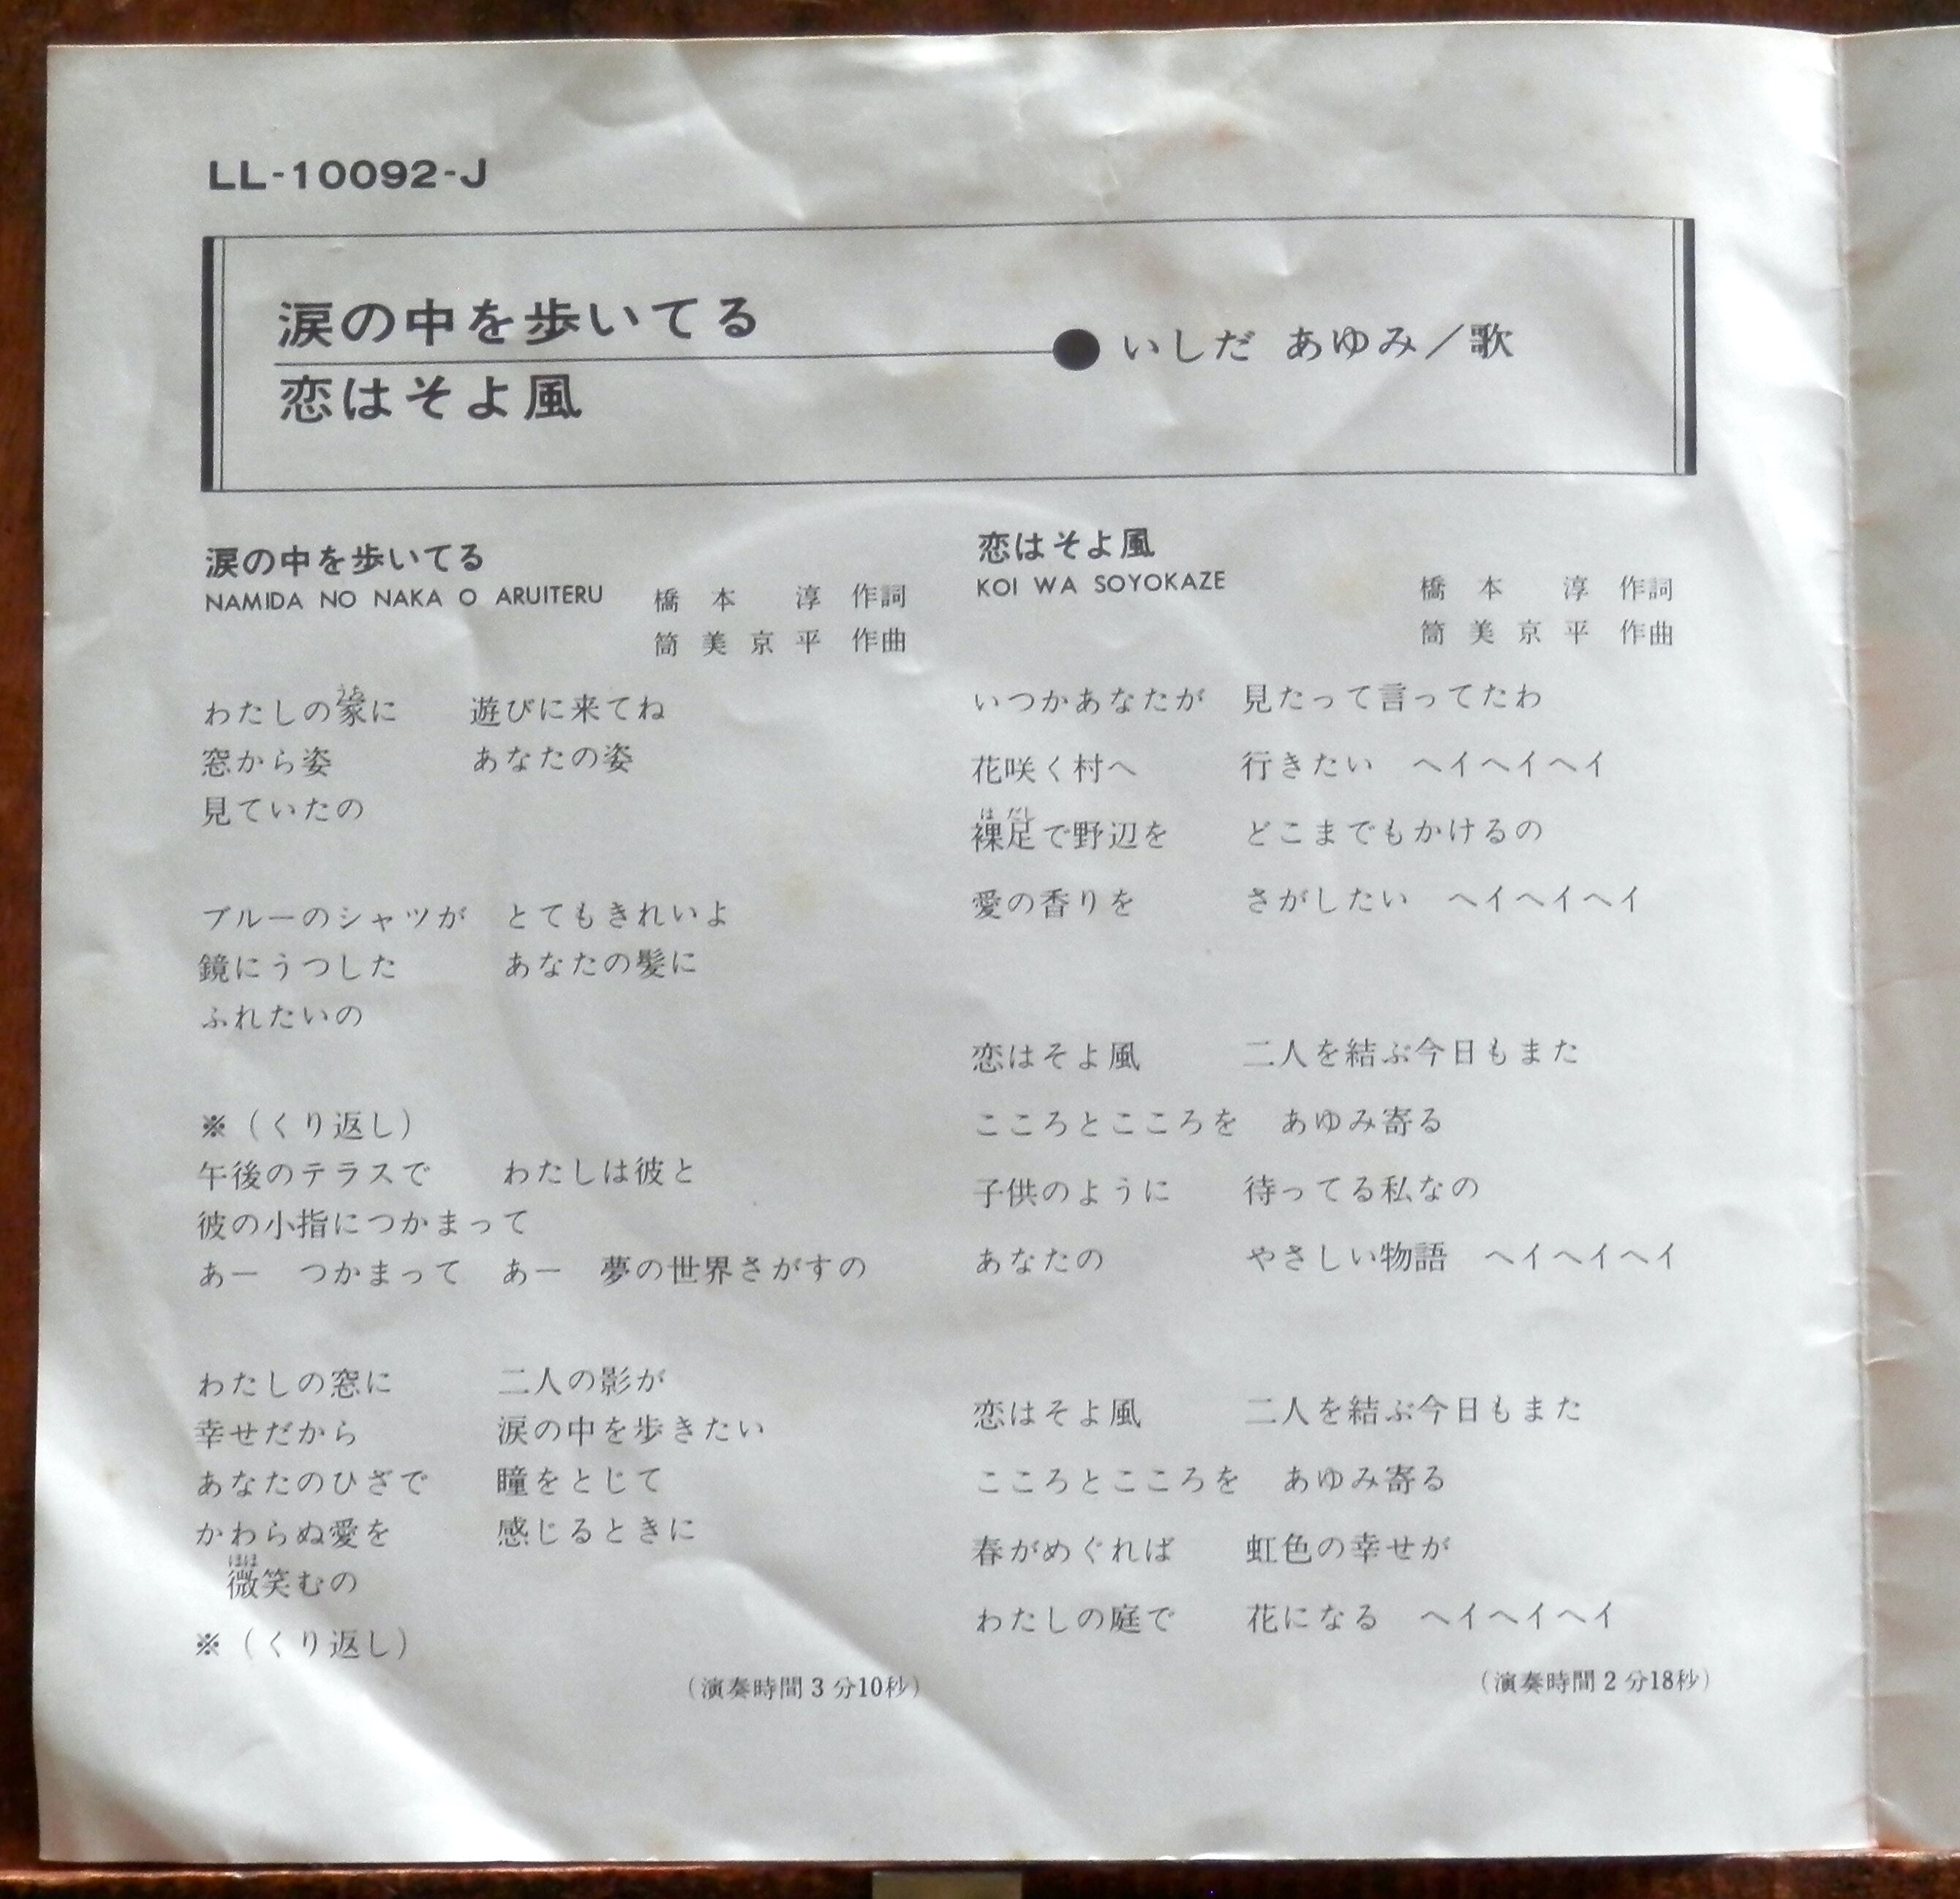 LL-10092-J
涙の中を歩いてる
恋はそよ風
●いしだ あゆみ／歌
涙の中を歩いてる
NAMIDA NO NAKA O ARUITERU
橋本 淳 作詞
筒美京平 作曲
わたしの家に 遊びに来てね
うち
窓から姿 あなたの姿
見ていたの
ブルーのシャツが とてもきれいよ
鏡にうつした あなたの髪に
ふれたいの
※（くり返し）
午後のテラスで わたしは彼と
彼の小指につかまって
あー つかまって あー 夢の世界さがすの
わたしの窓に 二人の影が
幸せだから 涙の中を歩きたい
あなたのひざで 瞳をとじて
かわらぬ愛を 感じるときに
ほほ
微笑むの
※（くり返し）
（演奏時間3分10秒）
恋はそよ風
KOI WA SOYOKAZE
橋本 淳 作詞
筒美京平 作曲
いつかあなたが 見たって言ってたわ
花咲く村へ 行きたい ヘイヘイヘイ
はだし
裸足で野辺を どこまでもかけるの
愛の香りを さがしたい ヘイヘイヘイ
恋はそよ風 二人を結ぶ今日もまた
こころとこころを あゆみ寄る
子供のように 待ってる私なの
あなたの やさしい物語 ヘイヘイヘイ
恋はそよ風 二人を結ぶ今日もまた
こころとこころを あゆみ寄る
春がめぐれば 虹色の幸せが
わたしの庭で 花になる ヘイヘイヘイ
（演奏時間2分18秒）